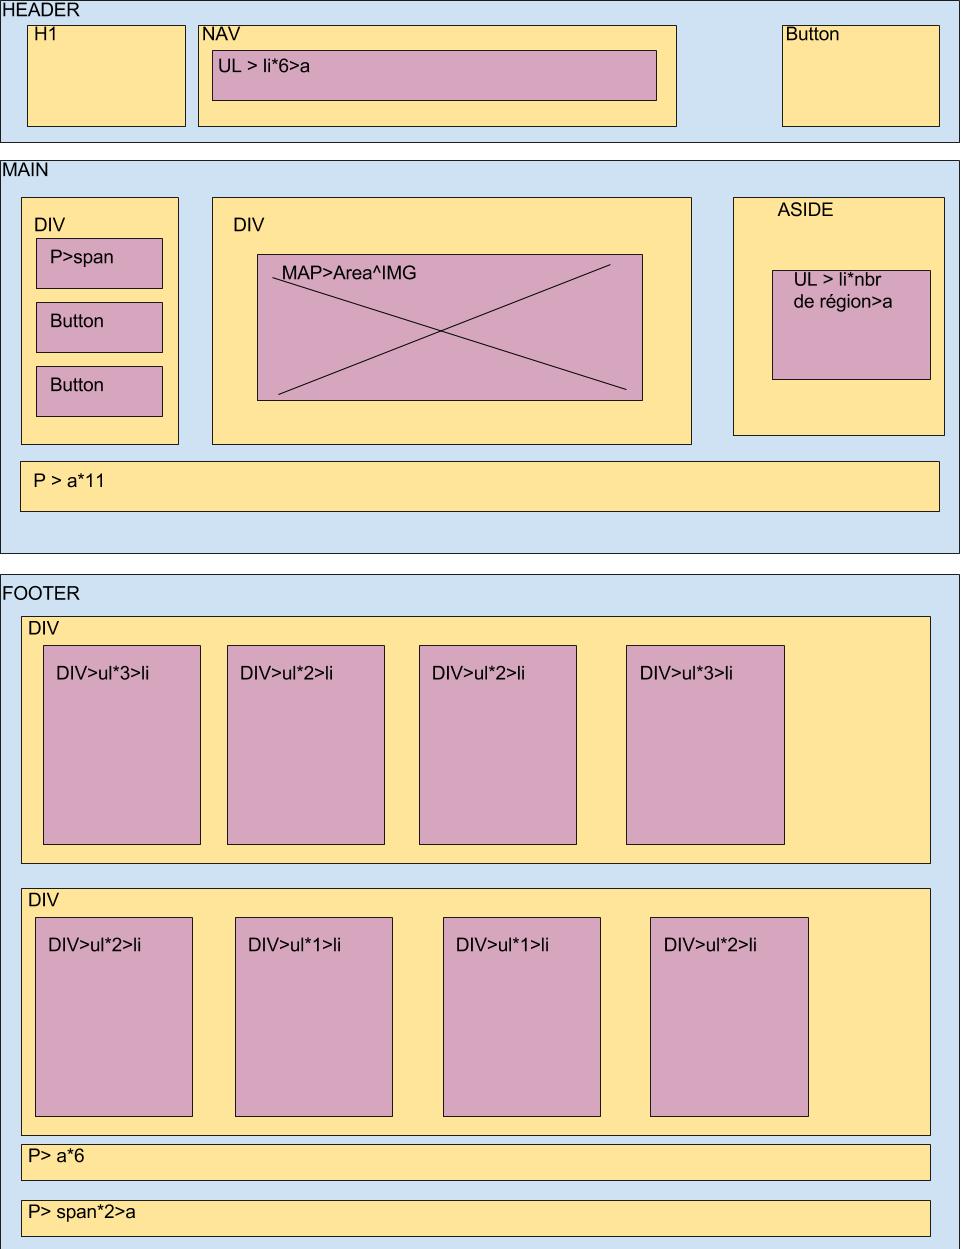 HEADER
H1
NAV
Button
UL > li*6>a
MAIN
DIV
DIV
ASIDE
P>span
Button
Button
MAP>Area^IMG
UL > li*nbr
de région>a
P > a*11
FOOTER
DIV
DIV>ul*3>li
DIV>ul*2>li
DIV>ul*2>li
DIV>ul*3>li
DIV
DIV>ul*2>li
DIV>ul*1>li
DIV>ul*1>li
DIV>ul*2>li
P> a*6
P> span*2>a